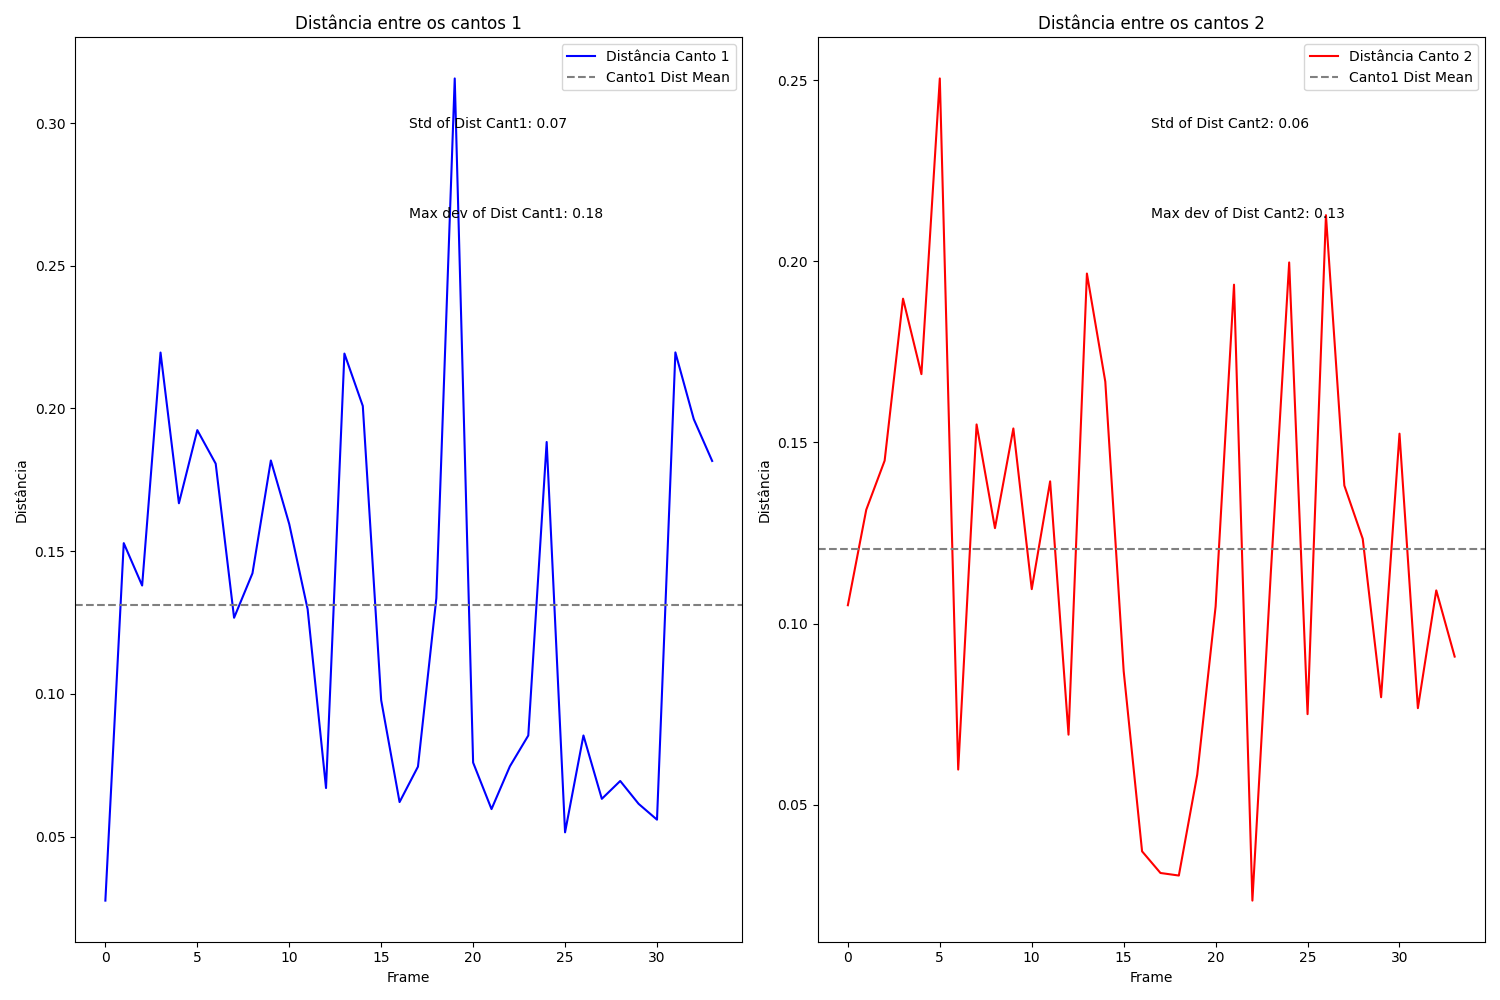 Distância entre os cantos 1
Distância Canto 1
Canto1 Dist Mean
Std of Dist Cant1: 0.07
Max dev of Dist Cant1: 0.18
0.30
0.25
0.20
0.15
0.10
0.05
Distância
0 5 10 15 20 25 30
Frame
Distância entre os cantos 2
Distância Canto 2
Canto1 Dist Mean
Std of Dist Cant2: 0.06
Max dev of Dist Cant2: 0.13
0.25
0.20
0.15
0.10
0.05
Distância
0 5 10 15 20 25 30
Frame